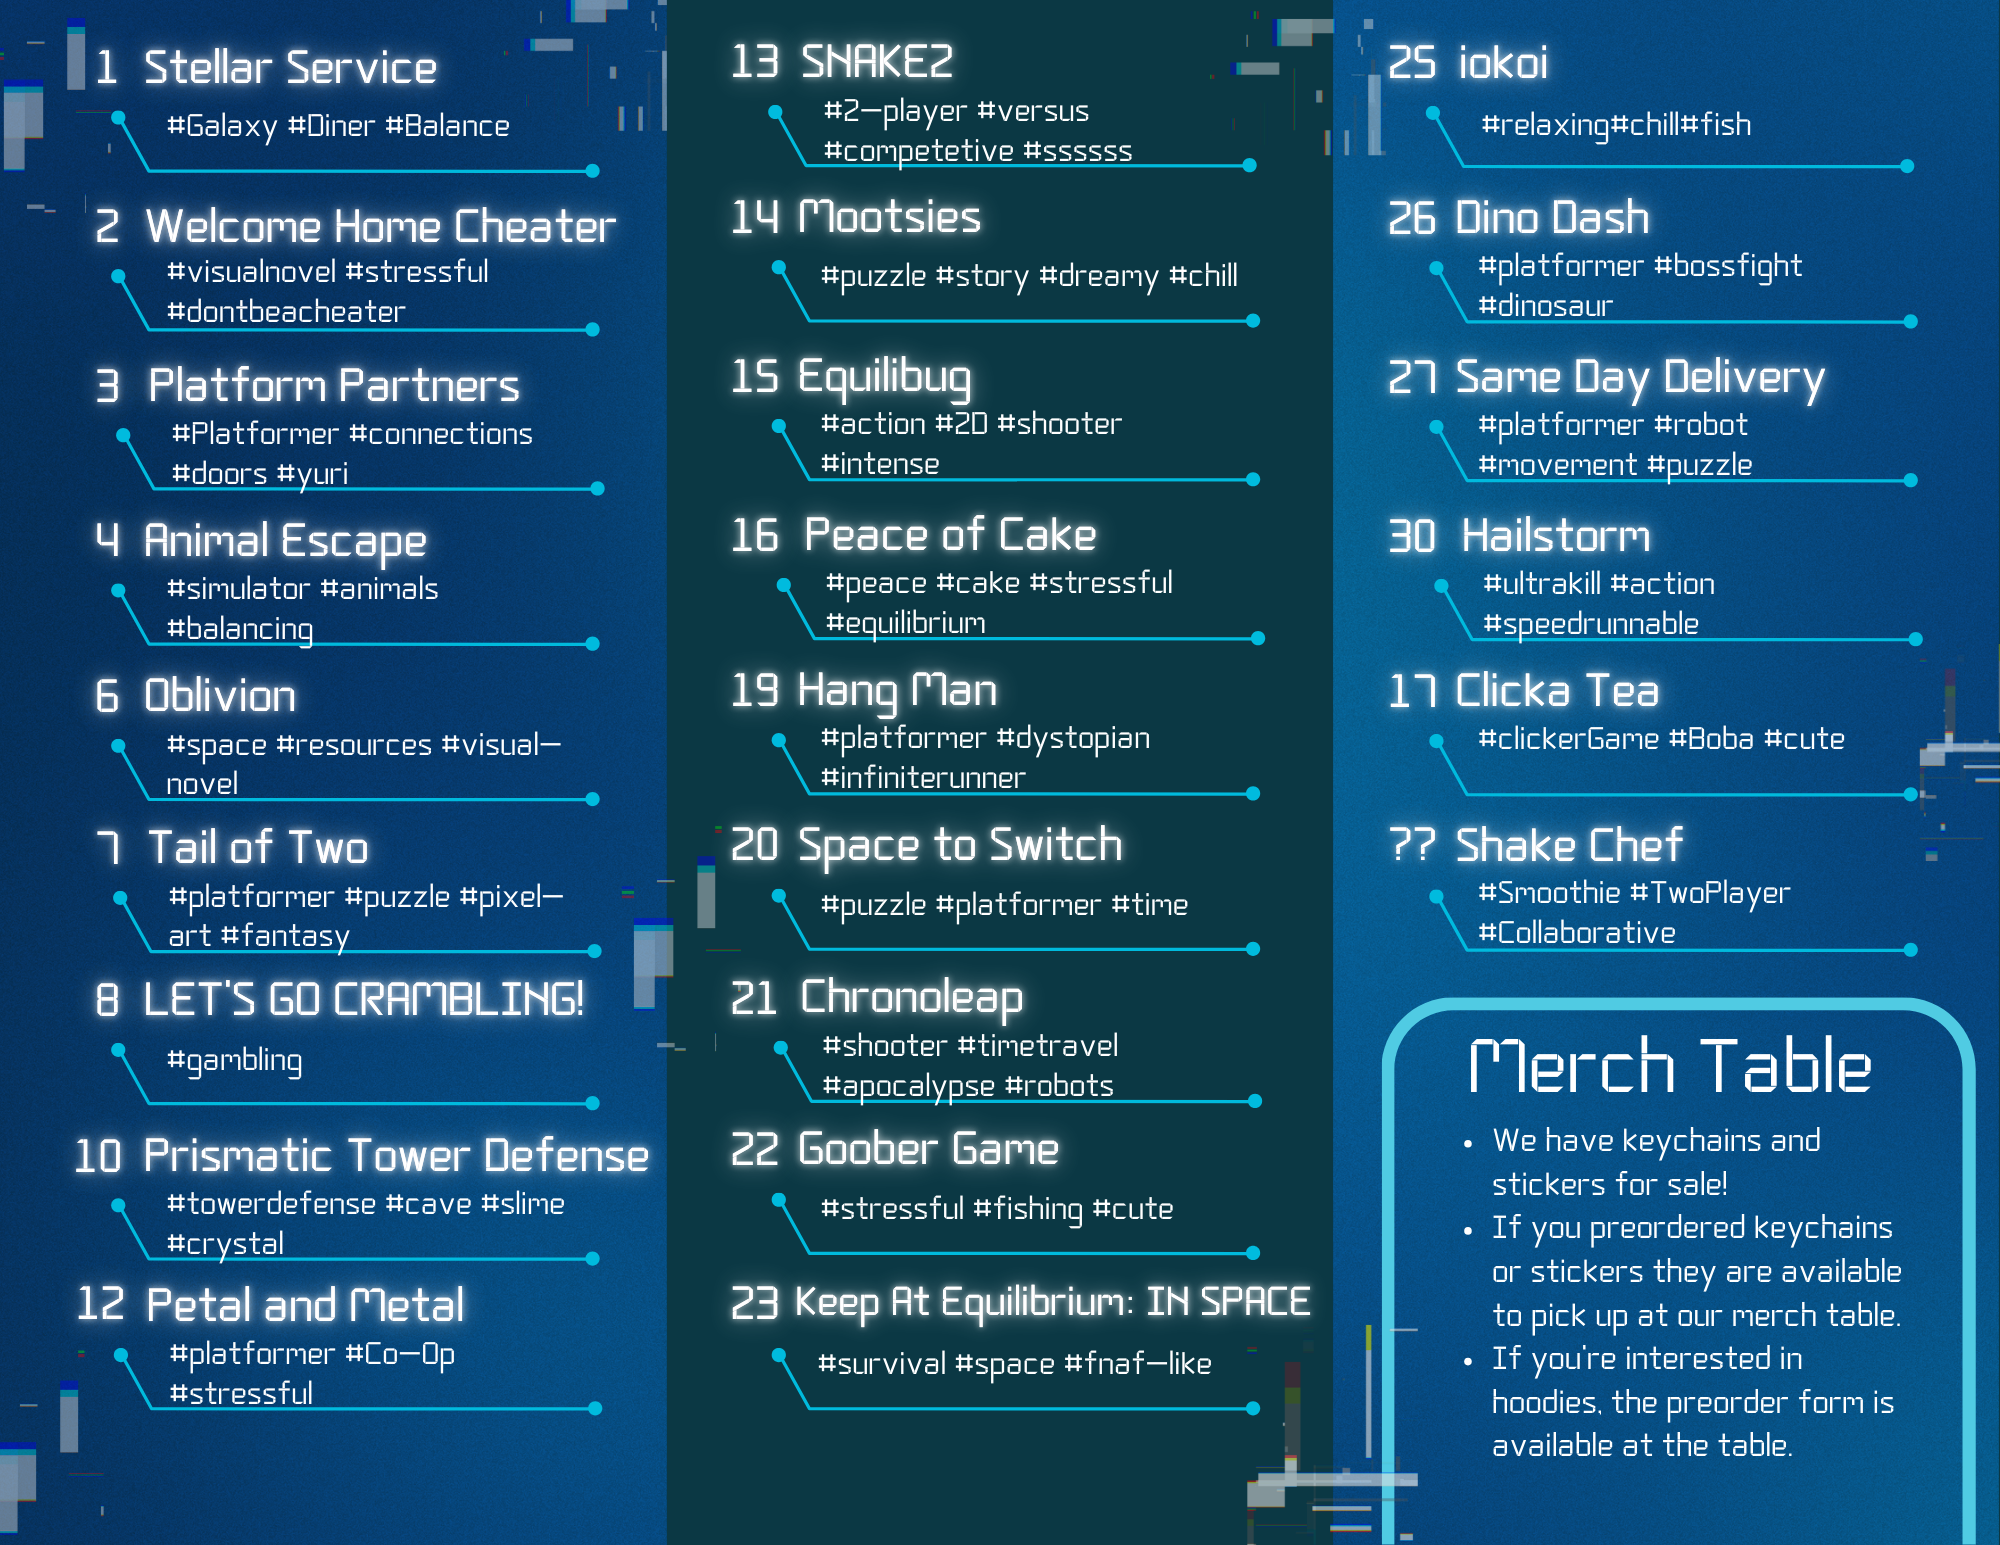 1 Stellar Service
#Galaxy #Diner #Balance
2 Welcome Home Cheater
#visualnovel #stressful
#dontbeacheater
3 Platform Partners
#Platformer #connections
#doors #yuri
4 Animal Escape
#simulator #animals
#balancing
6 Oblivion
#space #resources #visual-
novel
7 Tail of Two
#platformer #puzzle #pixel-
art #fantasy
8 LET'S GO CRAMBLING!
#gambling
10 Prismatic Tower Defense
#towerdefense #cave #slime
#crystal
12 Petal and Metal
#platformer #Co-Op
#stressful
13 SNAKE2
#2-player #versus
#competetive #ssssss
14 Mootsies
#puzzle #story #dreamy #chill
15 Equilibug
#action #2D #shooter
#intense
16 Peace of Cake
#peace #cake #stressful
#equilibrium
19 Hang Man
#platformer #dystopian
#infiniterunner
20 Space to Switch
#puzzle #platformer #time
21 Chronoleap
#shooter #timetravel
#apocalypse #robots
22 Goober Game
#stressful #fishing #cute
23 Keep At Equilibrium: IN SPACE
#survival #space #fnaf-like
25 iokoi
#relaxing#chill#fish
26 Dino Dash
#platformer #bossfight
#dinosaur
27 Same Day Delivery
#platformer #robot
#movement #puzzle
30 Hailstorm
#ultrakill #action
#speedrunnable
17 Clicka Tea
#clickerGame #Boba #cute
?? Shake Chef
#Smoothie #TwoPlayer
#Collaborative
Merch Table
• We have keychains and
stickers for sale!
• If you preordered keychains
or stickers they are available
to pick up at our merch table.
• If you're interested in
hoodies, the preorder form is
available at the table.